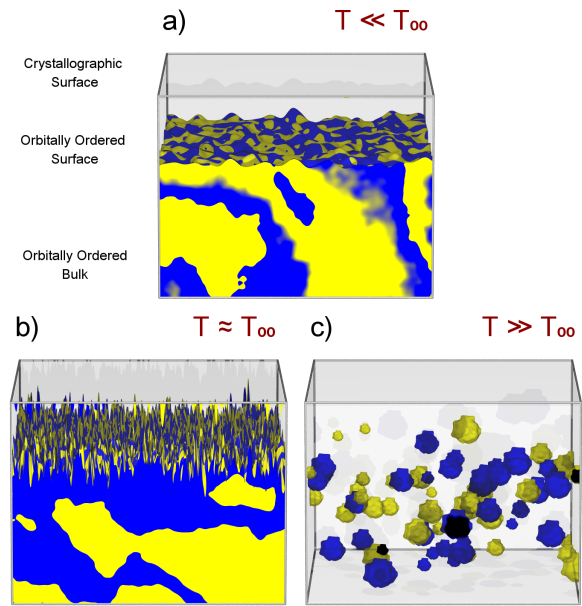 a)
T ≪ Too
Crystallographic
Surface
Orbitally Ordered
Surface
Orbitally Ordered
Bulk
b)
T ≈ Too
c)
T ≫ Too